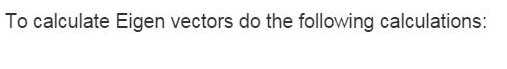 To calculate Eigen vectors do the following calculations: